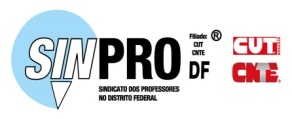 SINPRO DF
SINDICATO DOS PROFESSORES
NO DISTRITO FEDERAL
Filiado: ®
CUT
CNTE
CUT
CNTE